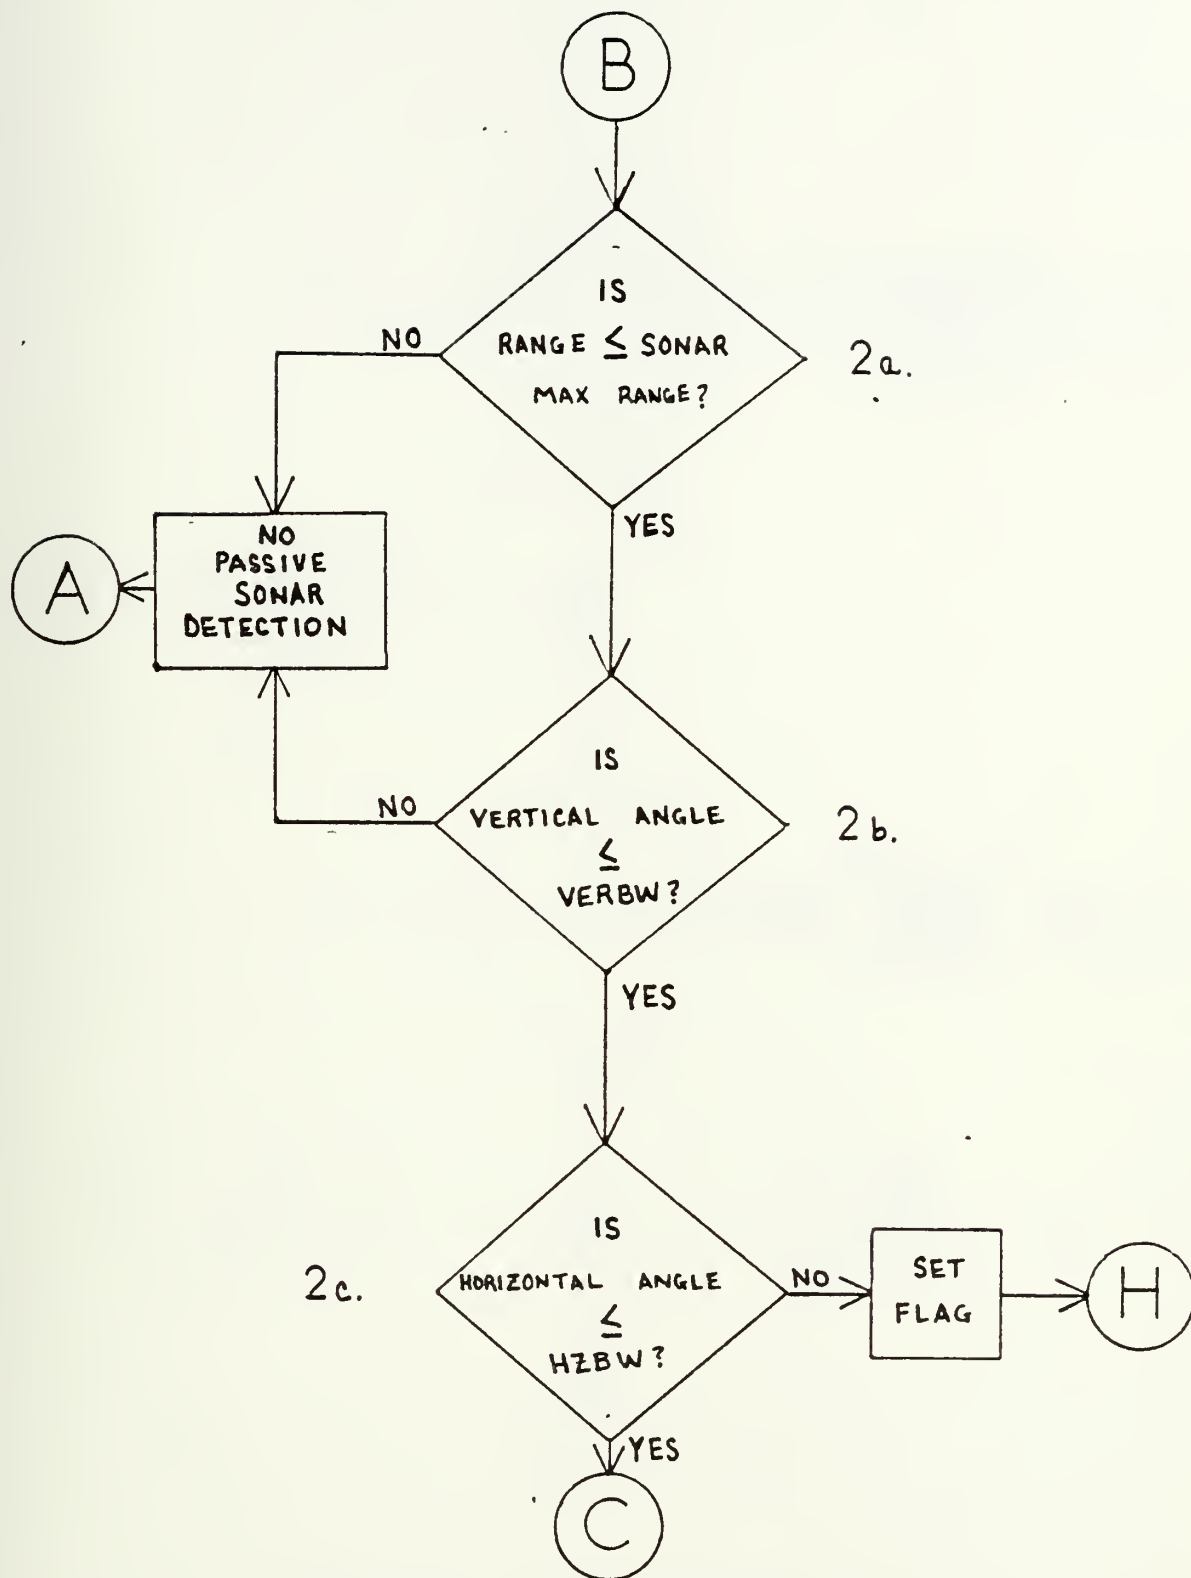 B
IS
RANGE ≤ SONAR
MAX RANGE?
2a.
NO
YES
NO
PASSIVE
SONAR
DETECTION
A
IS
VERTICAL ANGLE
≤
VERBW?
2b.
NO
YES
IS
HORIZONTAL ANGLE
≤
HZBW?
2c.
NO
SET
FLAG
H
YES
C